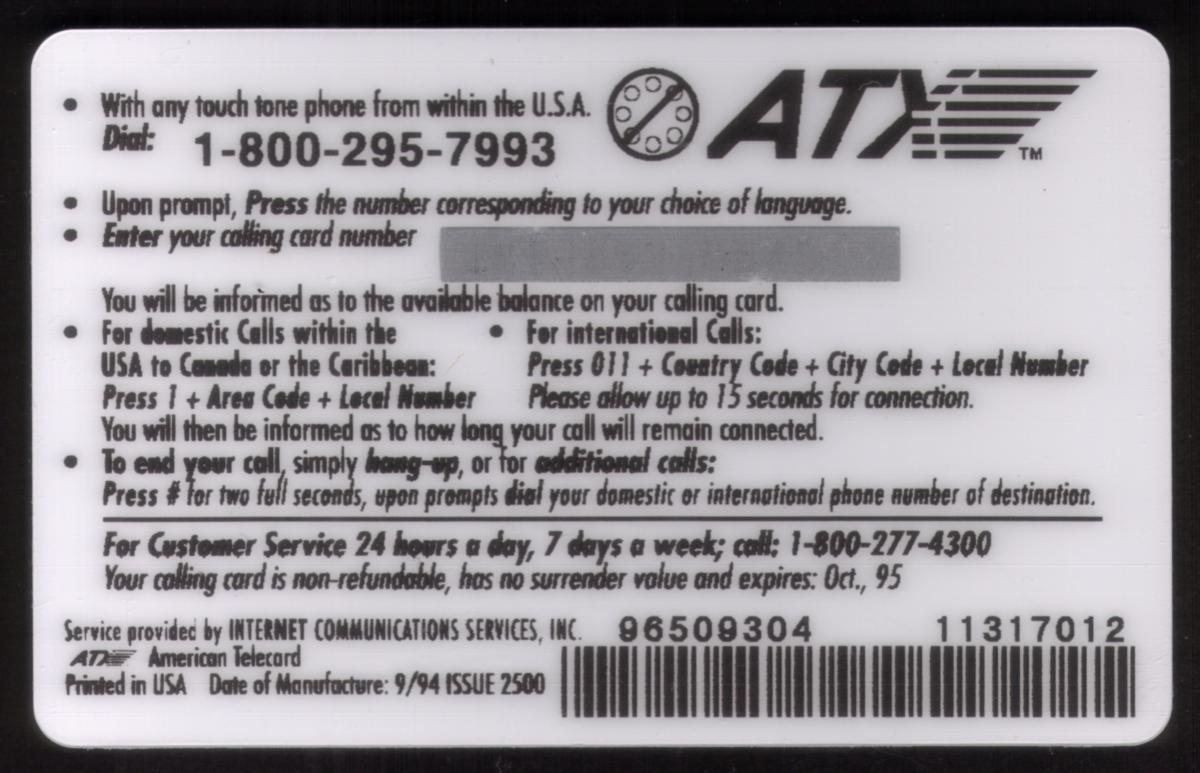 ATX™
• With any touch tone phone from within the U.S.A.
Dial: 1-800-295-7993
• Upon prompt, Press the number corresponding to your choice of language.
• Enter your calling card number
You will be informed as to the available balance on your calling card.
• For domestic Calls within the
USA to Canada or the Caribbean:
Press 1 + Area Code + Local Number
• For international Calls:
Press 011 + Country Code + City Code + Local Number
Please allow up to 15 seconds for connection.
You will then be informed as to how long your call will remain connected.
• To end your call, simply hang-up, or for additional calls:
Press # for two full seconds, upon prompts dial your domestic or international phone number of destination.
For Customer Service 24 hours a day, 7 days a week; call: 1-800-277-4300
Your calling card is non-refundable, has no surrender value and expires: Oct., 95
Service provided by INTERNET COMMUNICATIONS SERVICES, INC.
ATX American Telecard
Printed in USA Date of Manufacture: 9/94 ISSUE 2500
96509304 11317012